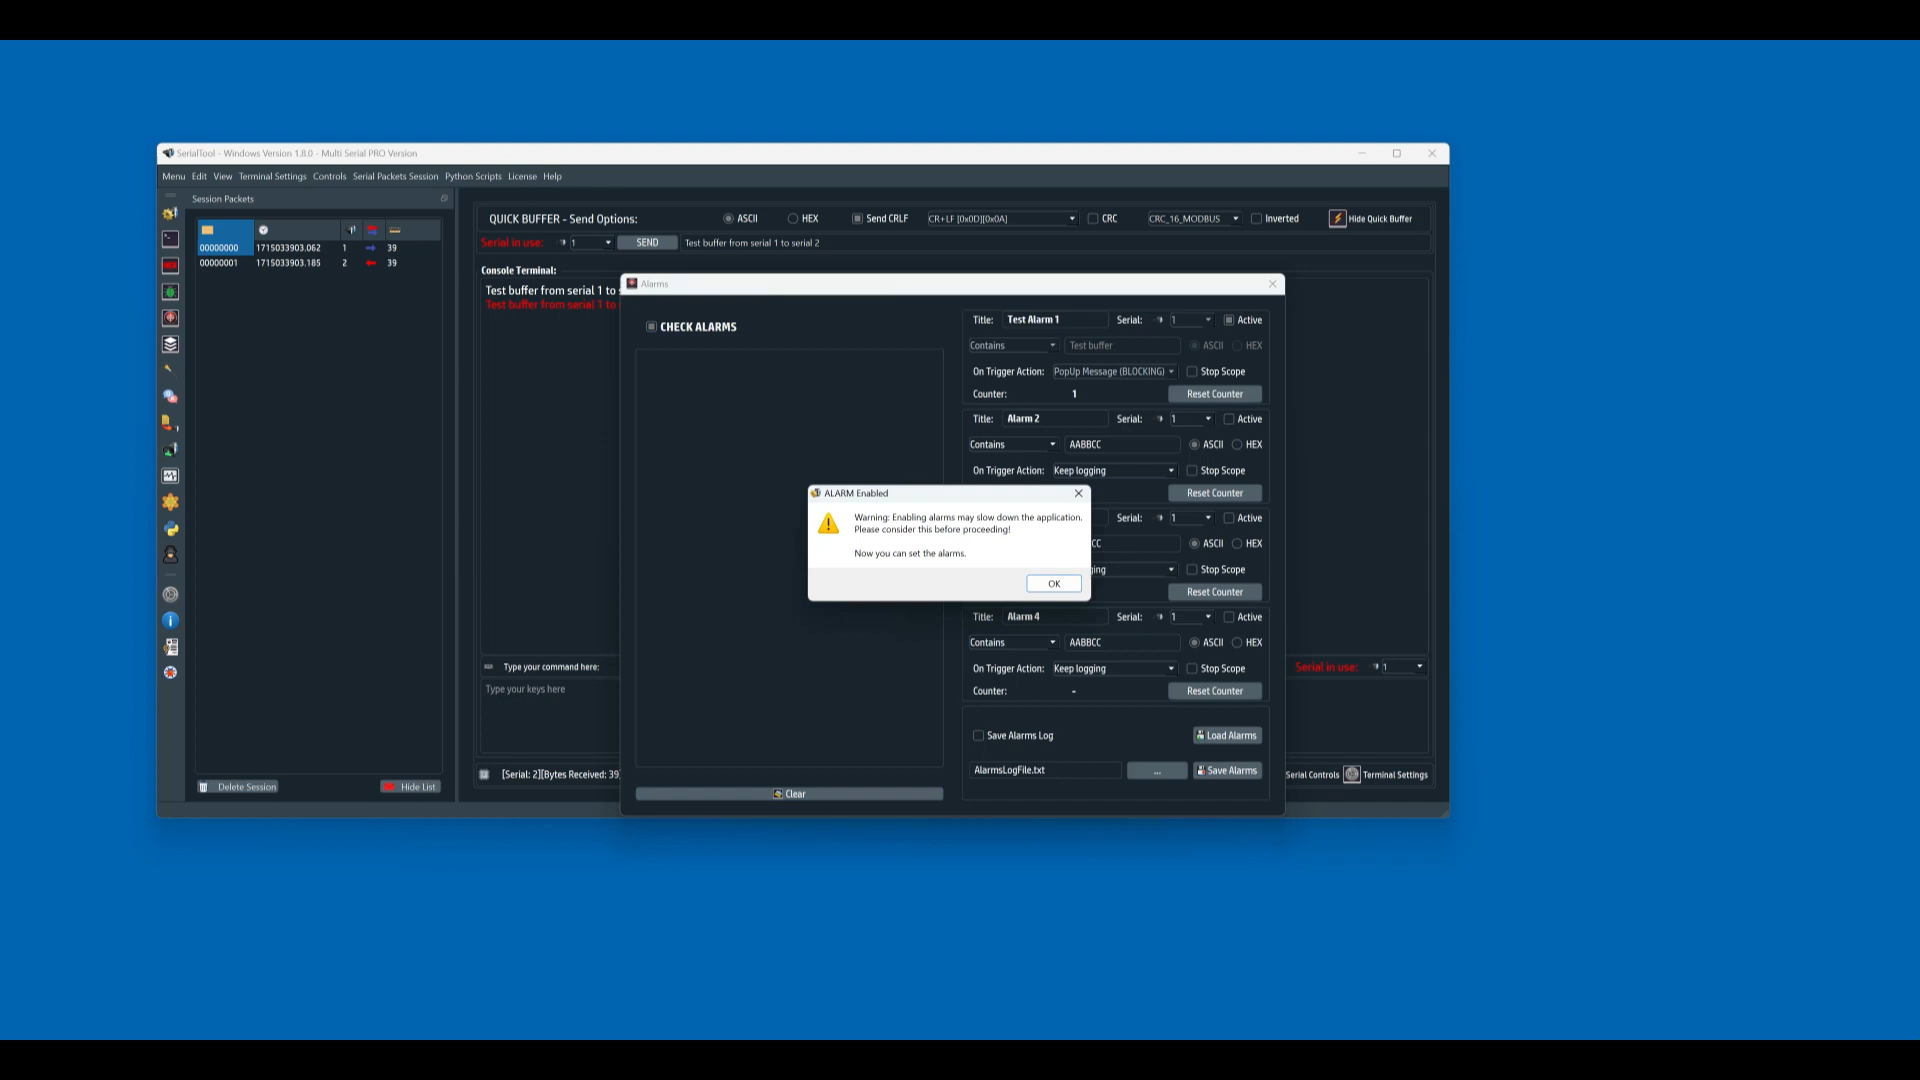 SerialTool - Windows Version 1.8.0 - Multi Serial PRO Version
Menu Edit View Terminal Settings Controls Serial Packets Session Python Scripts License Help
Session Packets
00000000 1715033903.062 1 39
00000001 1715033903.185 2 39
Delete Session
Hide List
QUICK BUFFER - Send Options:
ASCII
HEX
Send CRLF
CR+LF [0x0D][0x0A]
CRC
CRC_16_MODBUS
Inverted
Hide Quick Buffer
Serial in use: 1
SEND
Test buffer from serial 1 to serial 2
Console Terminal:
Test buffer from serial 1 to
Test buffer from serial 1 to
Type your command here:
Type your keys here
[Serial: 2][Bytes Received: 39]
Serial in use: 1
Serial Controls
Terminal Settings
Alarms
CHECK ALARMS
Clear
Title: Test Alarm 1 Serial: 1 Active
Contains Test buffer ASCII HEX
On Trigger Action: PopUp Message (BLOCKING) Stop Scope
Counter: 1 Reset Counter
Title: Alarm 2 Serial: 1 Active
Contains AABBCC ASCII HEX
On Trigger Action: Keep logging Stop Scope
Reset Counter
Serial: 1 Active
CC ASCII HEX
ging Stop Scope
Reset Counter
Title: Alarm 4 Serial: 1 Active
Contains AABBCC ASCII HEX
On Trigger Action: Keep logging Stop Scope
Counter: - Reset Counter
Save Alarms Log
Load Alarms
AlarmsLogFile.txt
...
Save Alarms
ALARM Enabled
Warning: Enabling alarms may slow down the application.
Please consider this before proceeding!
Now you can set the alarms.
OK